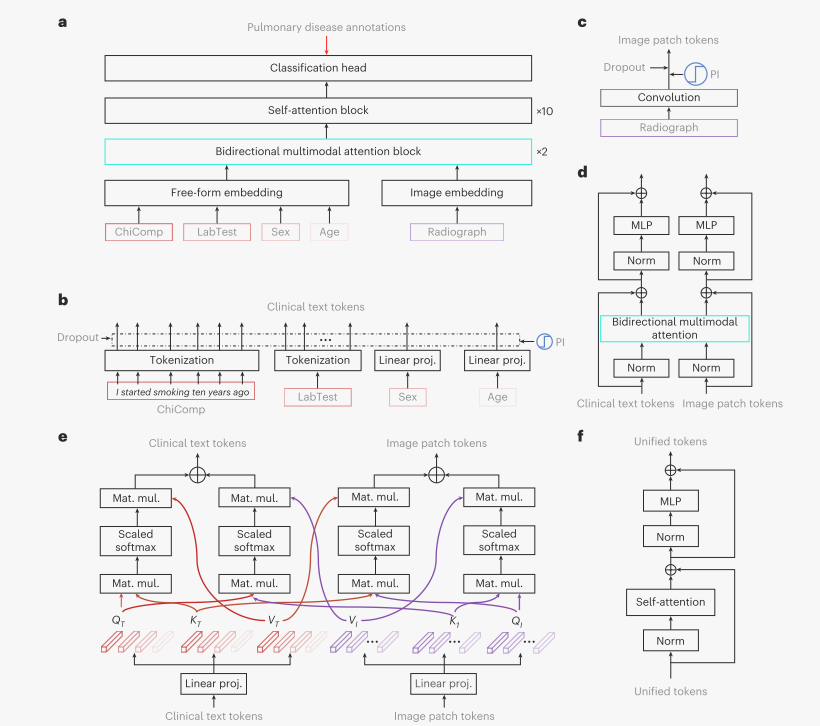 a
Pulmonary disease annotations
Classification head
Self-attention block
×10
Bidirectional multimodal attention block
×2
Free-form embedding
Image embedding
ChiComp
LabTest
Sex
Age
Radiograph
b
Clinical text tokens
Dropout
PI
...
Tokenization
Tokenization
Linear proj.
Linear proj.
I started smoking ten years ago
ChiComp
LabTest
Sex
Age
c
Image patch tokens
Dropout
PI
Convolution
Radiograph
d
MLP
MLP
Norm
Norm
Bidirectional multimodal
attention
Norm
Norm
Clinical text tokens
Image patch tokens
e
Clinical text tokens
Image patch tokens
Mat. mul.
Mat. mul.
Mat. mul.
Mat. mul.
Scaled
softmax
Scaled
softmax
Scaled
softmax
Scaled
softmax
Mat. mul.
Mat. mul.
Mat. mul.
Mat. mul.
QT
KT
VT
VI
KI
QI
...
...
...
Linear proj.
Linear proj.
Clinical text tokens
Image patch tokens
f
Unified tokens
MLP
Norm
Self-attention
Norm
Unified tokens